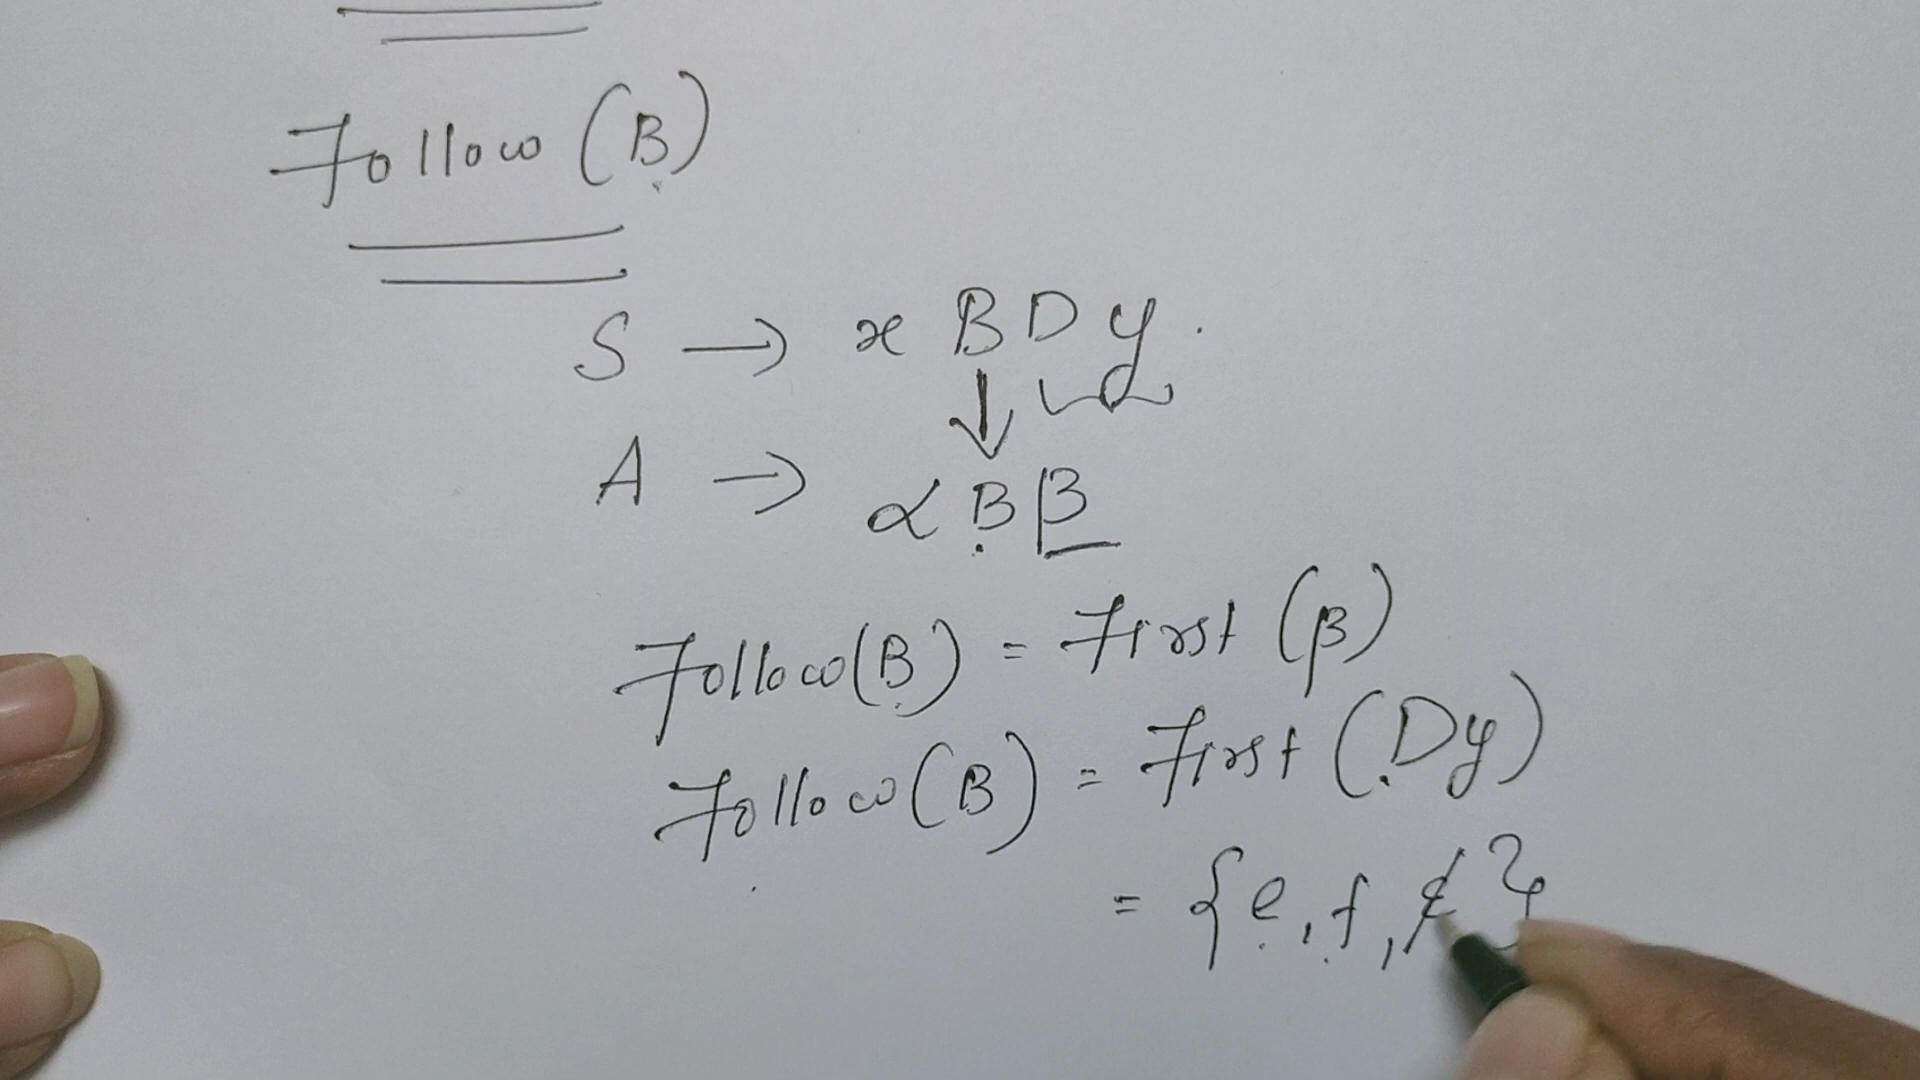 Follow (B)
S → x B D y.
A → α B β
Follow(B) = First (β)
Follow(B) = First (Dy)
= {e, f, ε}